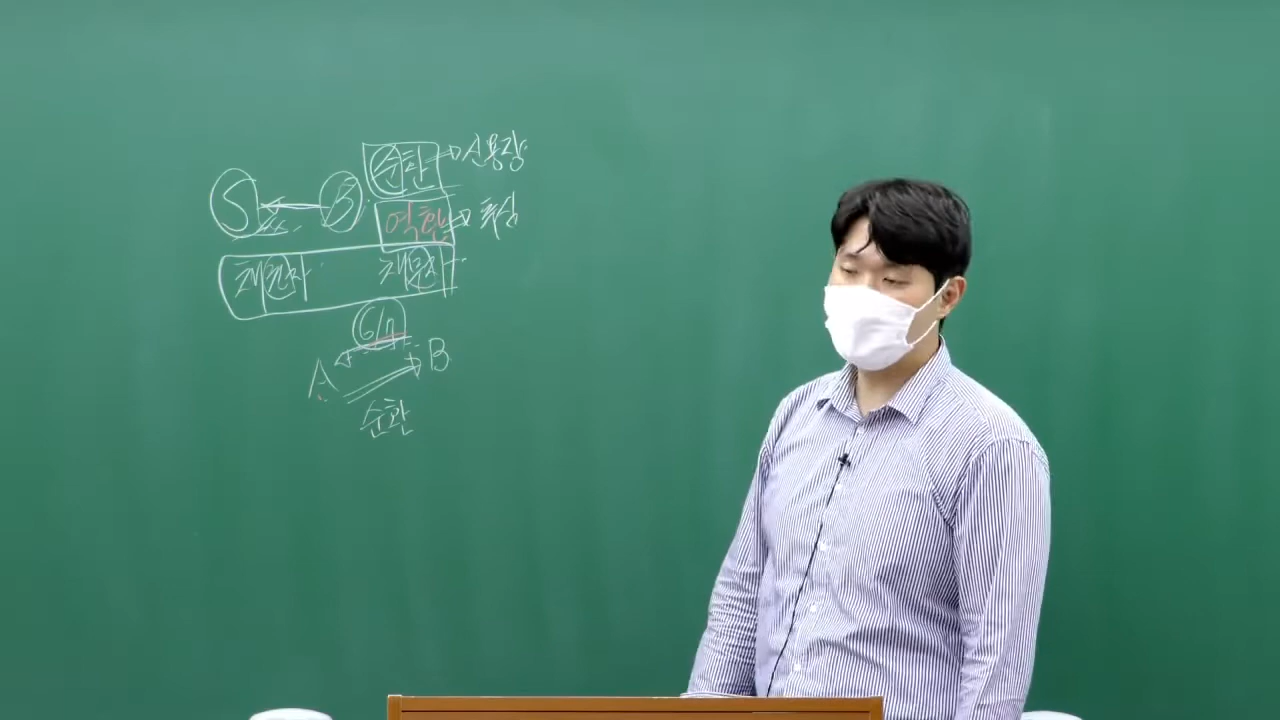 순환 → 신용장
S ← B
역환 → 추심
채권자 채무자
G/n
A B
순환